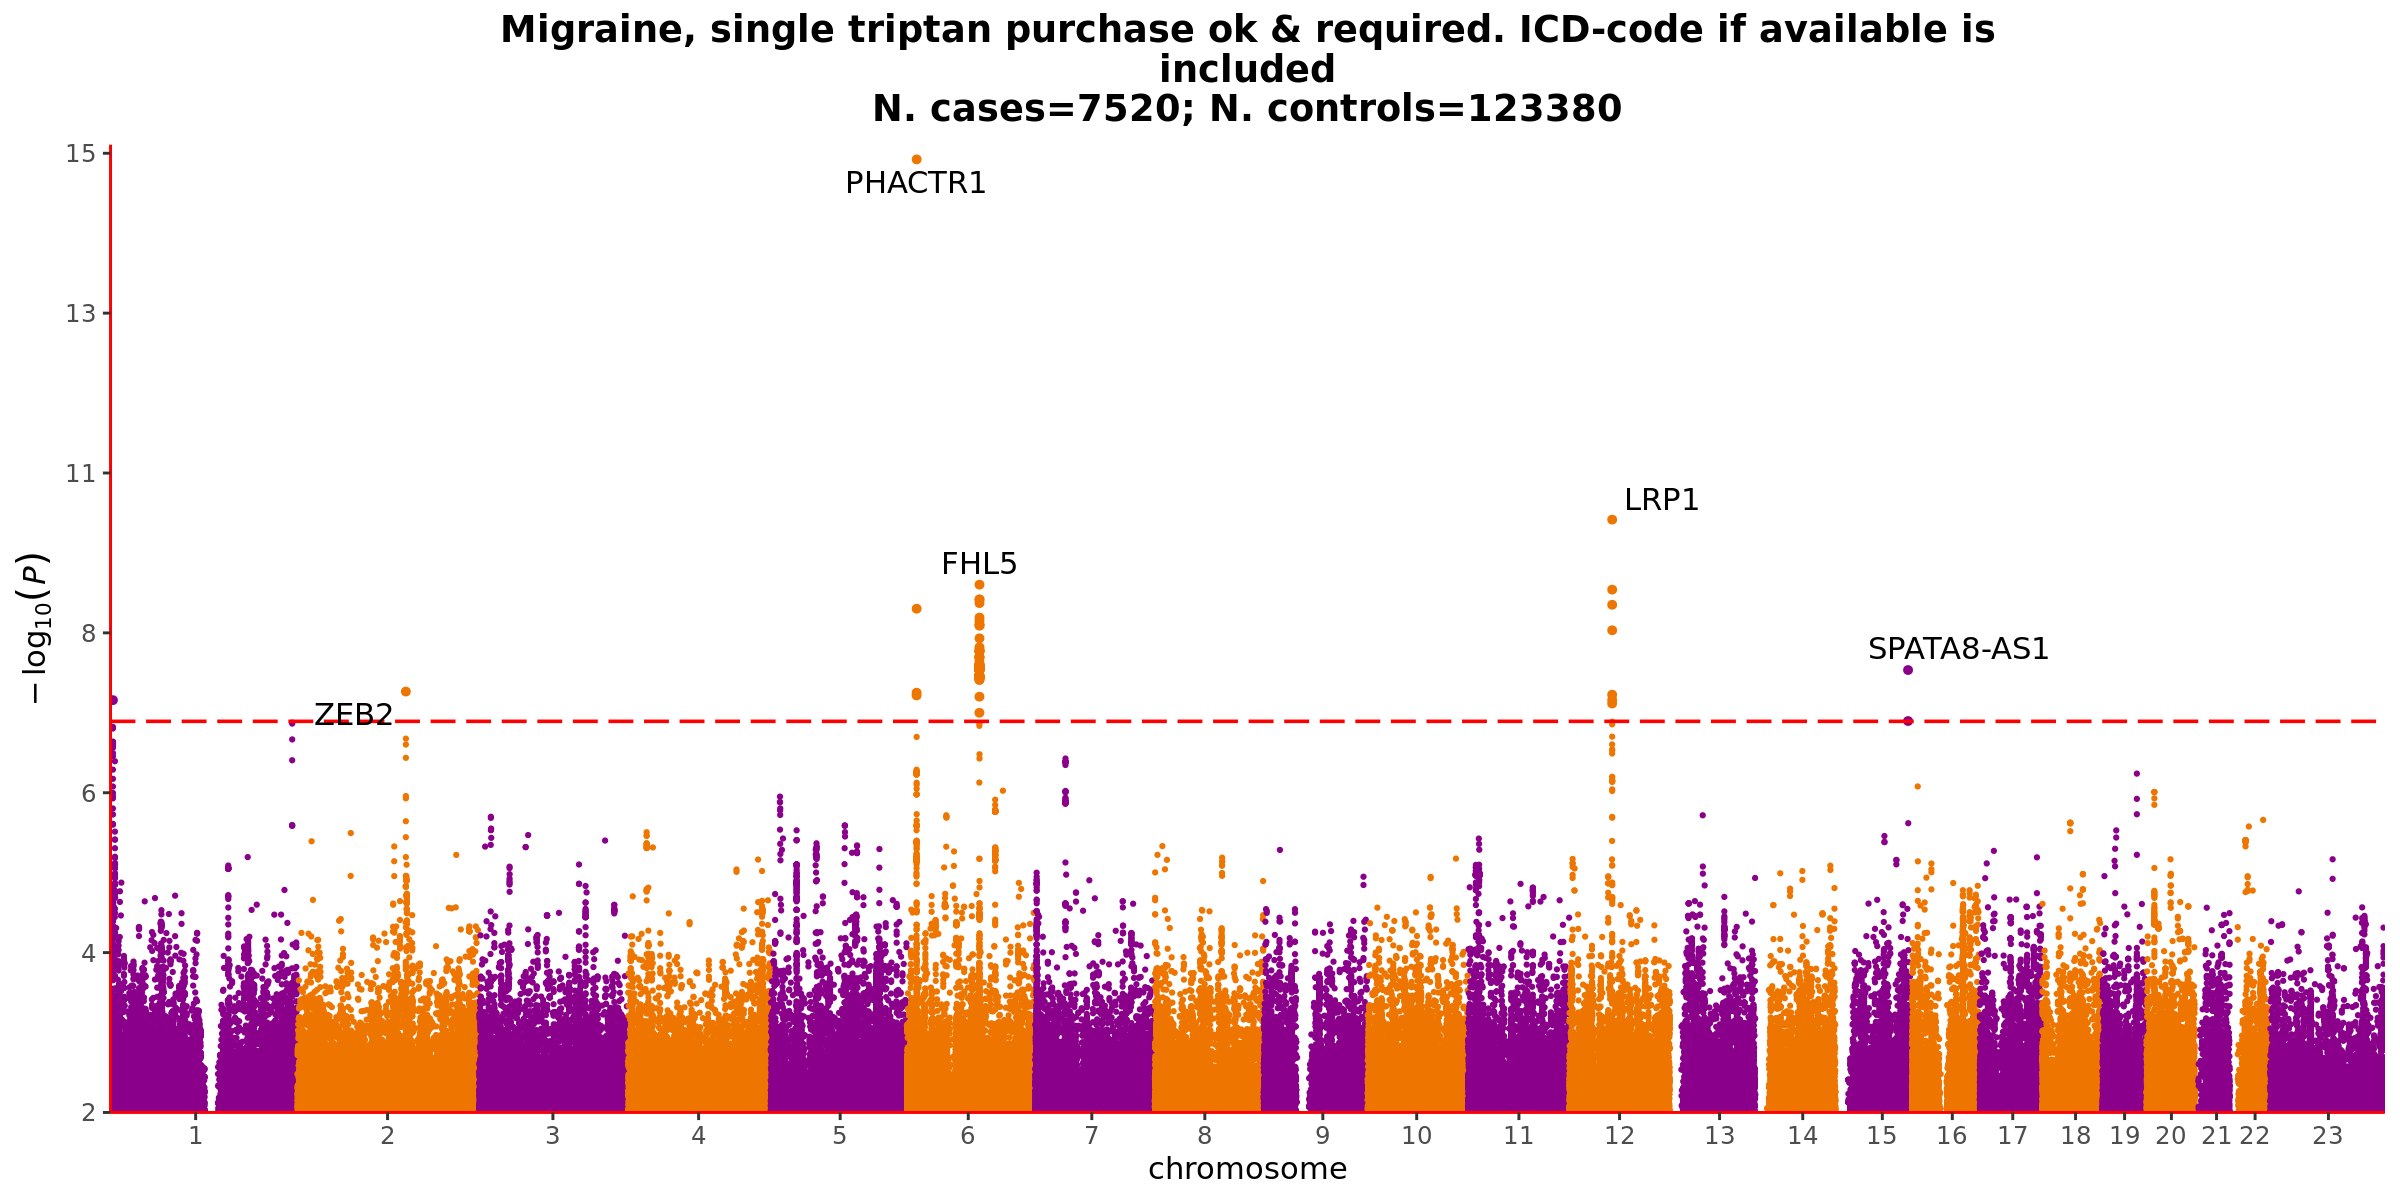 Migraine, single triptan purchase ok & required. ICD-code if available is
included
N. cases=7520; N. controls=123380
15
PHACTR1
13
11
LRP1
FHL5
8
SPATA8-AS1
ZEB2
6
4
2
−log10(P)
1 2 3 4 5 6 7 8 9 10 11 12 13 14 15 16 17 18 19 20 21 22 23
chromosome